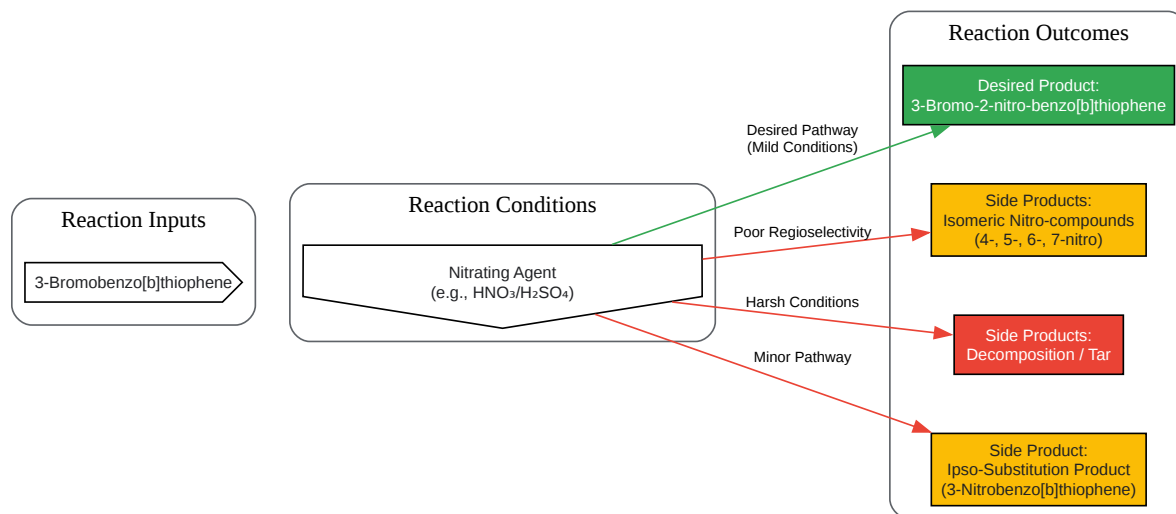 Reaction Inputs
3-Bromobenzo[b]thiophene
Reaction Conditions
Nitrating Agent
(e.g., HNO₃/H₂SO₄)
Desired Pathway
(Mild Conditions)
Poor Regioselectivity
Harsh Conditions
Minor Pathway
Reaction Outcomes
Desired Product:
3-Bromo-2-nitro-benzo[b]thiophene
Side Products:
Isomeric Nitro-compounds
(4-, 5-, 6-, 7-nitro)
Side Products:
Decomposition / Tar
Side Product:
Ipso-Substitution Product
(3-Nitrobenzo[b]thiophene)